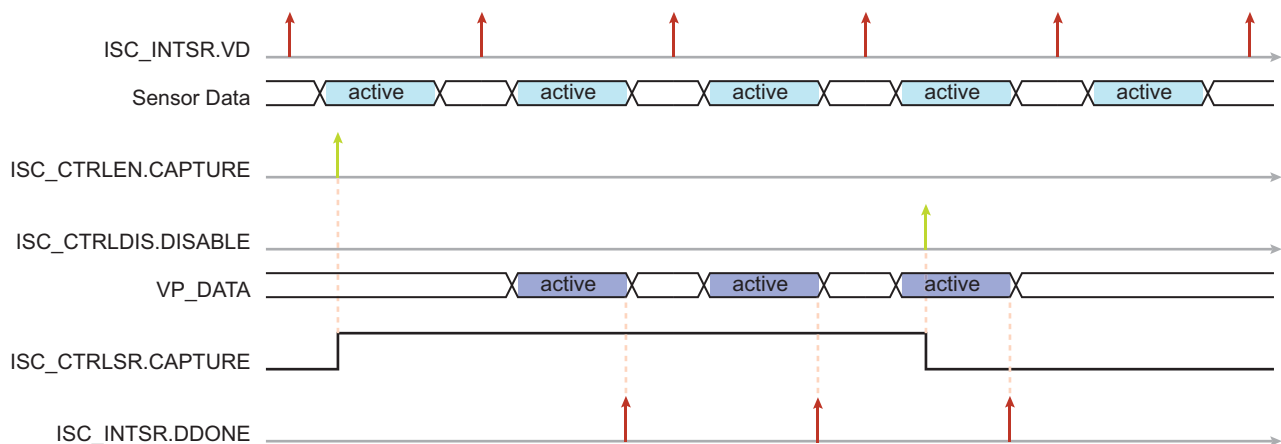 ISC_INTSR.VD
Sensor Data active active active active active
ISC_CTRLEN.CAPTURE
ISC_CTRLDIS.DISABLE
VP_DATA active active active
ISC_CTRLSR.CAPTURE
ISC_INTSR.DDONE